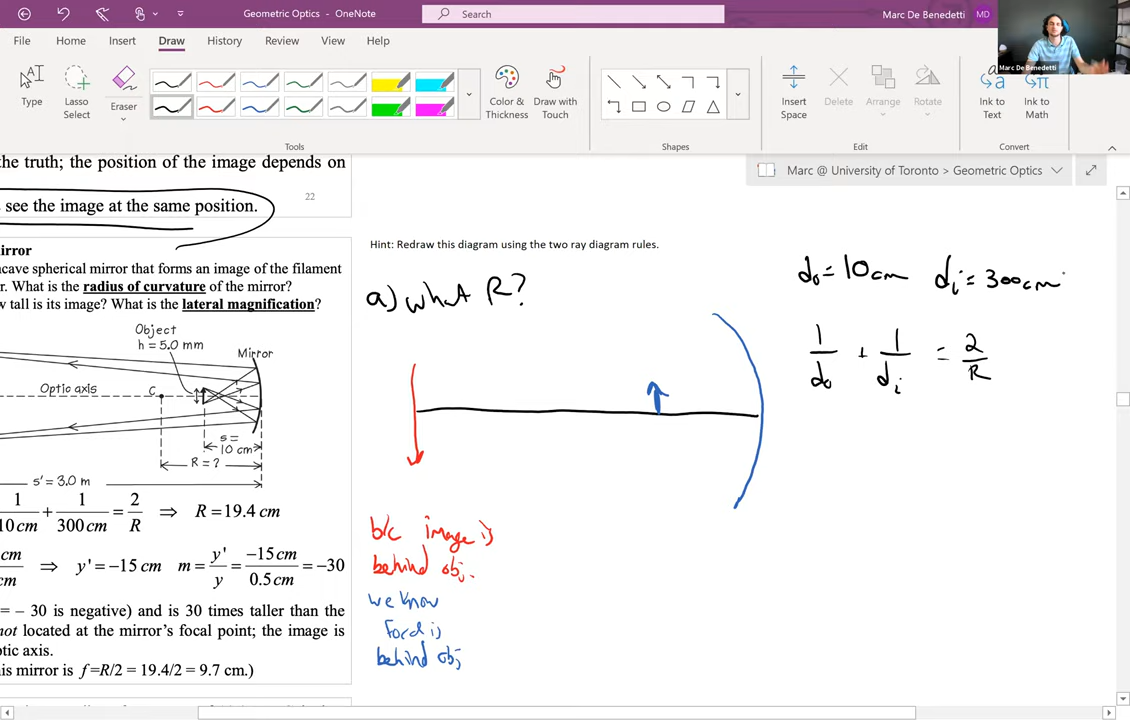 Geometric Optics - OneNote
Search
Marc De Benedetti
MD
File
Home
Insert
Draw
History
Review
View
Help
Type
Lasso Select
Eraser
Color & Thickness
Draw with Touch
Insert Space
Delete
Arrange
Rotate
Ink to Text
Ink to Math
Marc De Benedetti
Tools
Shapes
Edit
Convert
Marc @ University of Toronto > Geometric Optics
the truth; the position of the image depends on
22
see the image at the same position.
irror
ncave spherical mirror that forms an image of the filament
r. What is the radius of curvature of the mirror?
w tall is its image? What is the lateral magnification?
Object
h = 5.0 mm
Mirror
Optic axis
C
s =
10 cm
R = ?
s' = 3.0 m
1/10cm + 1/300cm = 2/R ⇒ R = 19.4 cm
cm/cm ⇒ y' = −15 cm m = y'/y = −15cm/0.5cm = −30
= − 30 is negative) and is 30 times taller than the
not located at the mirror's focal point; the image is
ptic axis.
his mirror is f =R/2 = 19.4/2 = 9.7 cm.)
Hint: Redraw this diagram using the two ray diagram rules.
a) what R?
do = 10cm di = 300cm
1/do + 1/di = 2/R
b/c image is
behind obj.
we know
behind obj